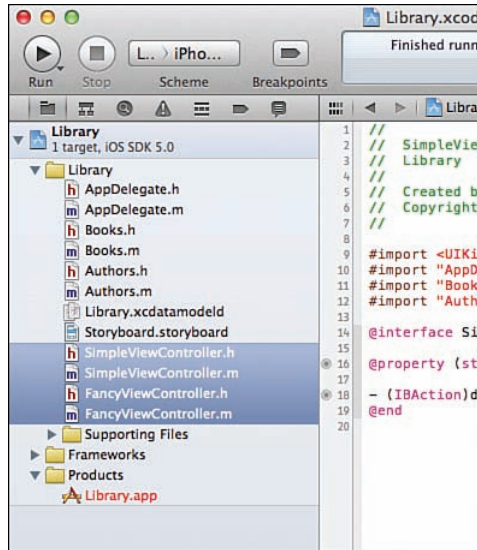 Library.xcod
L.. › iPho...
Finished runn
Run Stop Scheme Breakpoints
Libra
Library
1 target, iOS SDK 5.0
Library
h AppDelegate.h
m AppDelegate.m
h Books.h
m Books.m
h Authors.h
m Authors.m
Library.xcdatamodeld
Storyboard.storyboard
h SimpleViewController.h
m SimpleViewController.m
h FancyViewController.h
m FancyViewController.m
Supporting Files
Frameworks
Products
Library.app
1 //
2 // SimpleVie
3 // Library
4 //
5 // Created b
6 // Copyright
7 //
8
9 #import <UIKi
10 #import "AppD
11 #import "Book
12 #import "Auth
13
14 @interface Si
15
16 @property (st
17
18 - (IBAction)d
19 @end
20